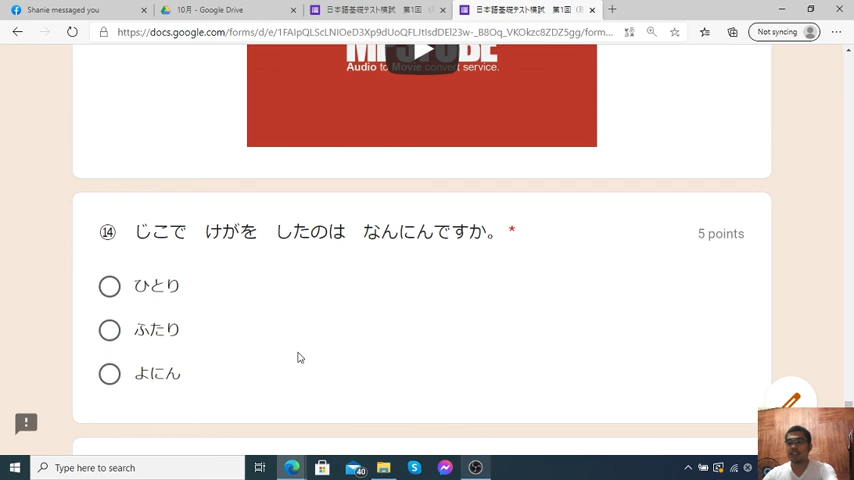 Shanie messaged you
10月 - Google Drive
日本語基礎テスト模試 第1回
日本語基礎テスト模試 第1回
https://docs.google.com/forms/d/e/1FAIpQLScLNIOeD3Xp9dUoQFLJtIsdDEl23w-_B8Oq_VKOkzc8ZDZ5gg/form...
Not syncing
Audio to Movie convert service.
⑭ じこで けがを したのは なんにんですか。 *
5 points
ひとり
ふたり
よにん
Type here to search
40